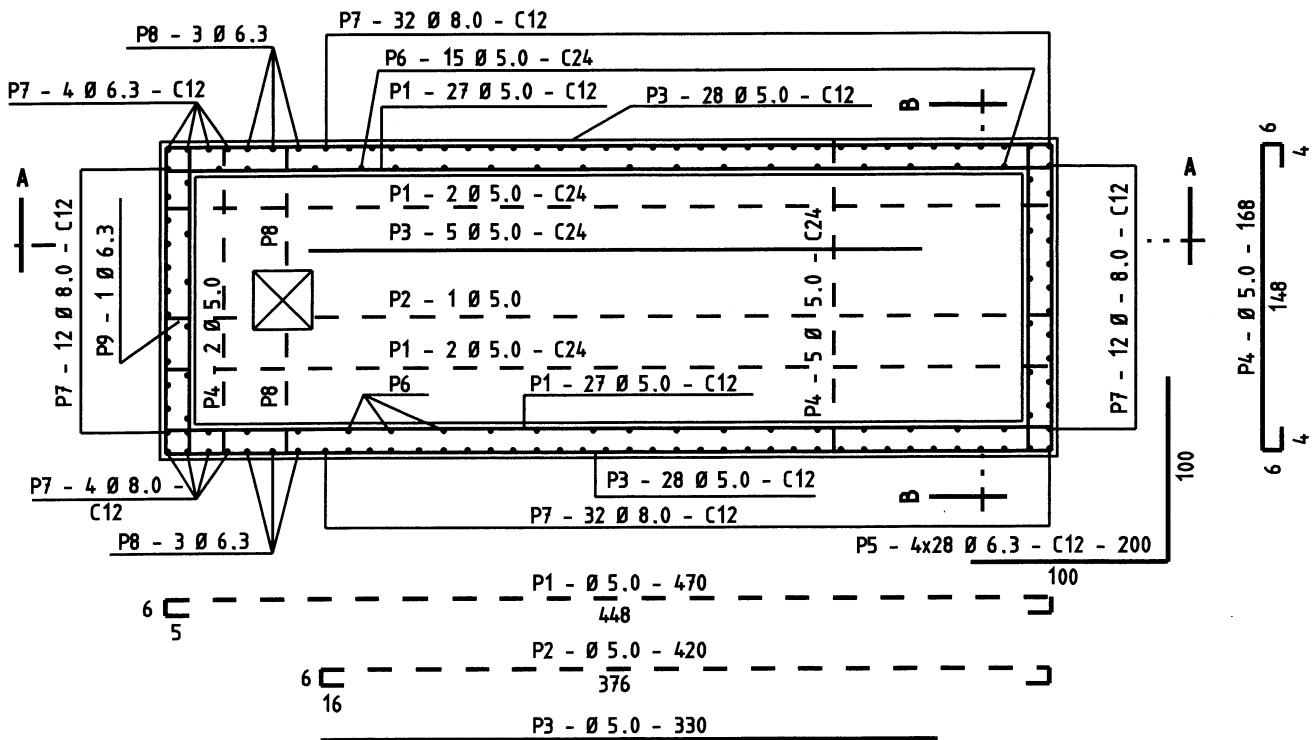 P7 - 32 Ø 8.0 - C12
P8 - 3 Ø 6.3
P6 - 15 Ø 5.0 - C24
P7 - 4 Ø 6.3 - C12
P1 - 27 Ø 5.0 - C12
P3 - 28 Ø 5.0 - C12
B
6
4
A
A
P1 - 2 Ø 5.0 - C24
P8
P3 - 5 Ø 5.0 - C24
P7 - 12 Ø 8.0 - C12
P9 - 1 Ø 6.3
P4 - 2 Ø 5.0
P2 - 1 Ø 5.0
P4 - 5 Ø 5.0 - C24
P7 - 12 Ø - 8.0 - C12
P4 - Ø 5.0 - 168
148
P1 - 2 Ø 5.0 - C24
P8
P6
P1 - 27 Ø 5.0 - C12
4
6
P7 - 4 Ø 8.0 -
C12
P3 - 28 Ø 5.0 - C12
B
100
P7 - 32 Ø 8.0 - C12
P8 - 3 Ø 6.3
P5 - 4x28 Ø 6.3 - C12 - 200
100
P1 - Ø 5.0 - 470
6
448
5
P2 - Ø 5.0 - 420
6
376
16
P3 - Ø 5.0 - 330